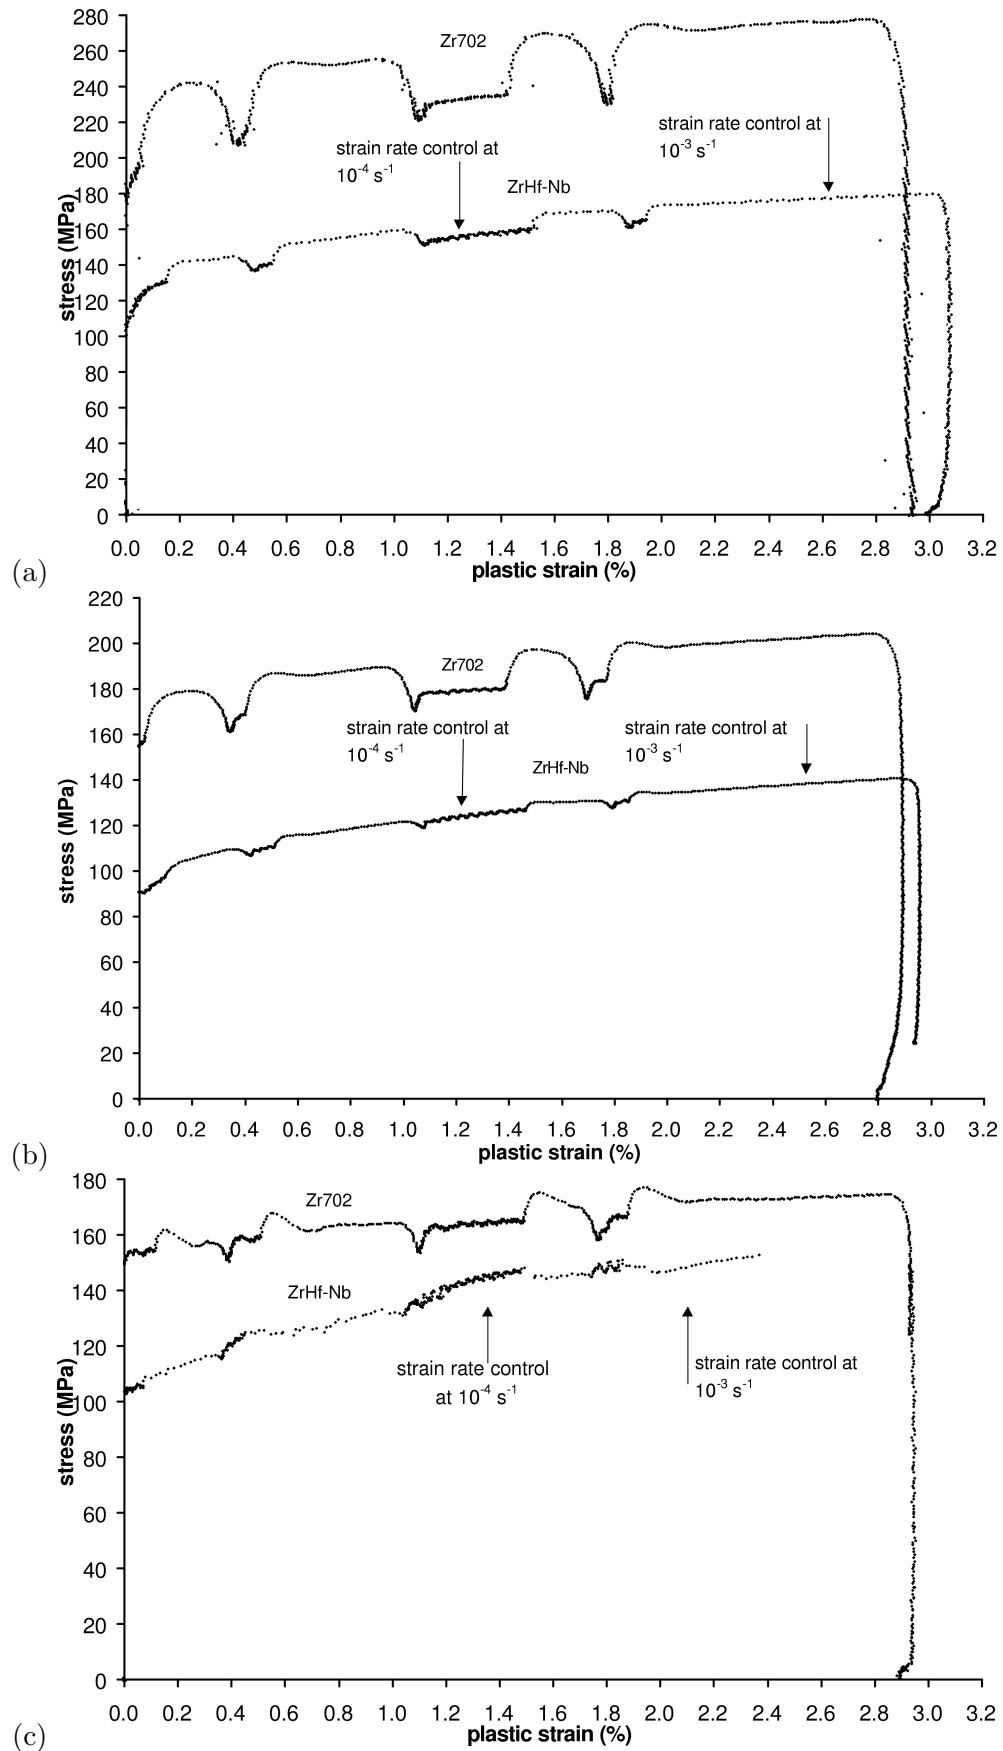 280
260
240
220
200
180
160
140
120
100
80
60
40
20
0
stress (MPa)
Zr702
strain rate control at
10-4 s-1
strain rate control at
10-3 s-1
ZrHf-Nb
0.0 0.2 0.4 0.6 0.8 1.0 1.2 1.4 1.6 1.8 2.0 2.2 2.4 2.6 2.8 3.0 3.2
plastic strain (%)
(a)
220
200
180
160
140
120
100
80
60
40
20
0
stress (MPa)
Zr702
strain rate control at
10-4 s-1
strain rate control at
10-3 s-1
ZrHf-Nb
0.0 0.2 0.4 0.6 0.8 1.0 1.2 1.4 1.6 1.8 2.0 2.2 2.4 2.6 2.8 3.0 3.2
plastic strain (%)
(b)
180
160
140
120
100
80
60
40
20
0
stress (MPa)
Zr702
ZrHf-Nb
strain rate control
at 10-4 s-1
strain rate control at
10-3 s-1
0.0 0.2 0.4 0.6 0.8 1.0 1.2 1.4 1.6 1.8 2.0 2.2 2.4 2.6 2.8 3.0 3.2
plastic strain (%)
(c)